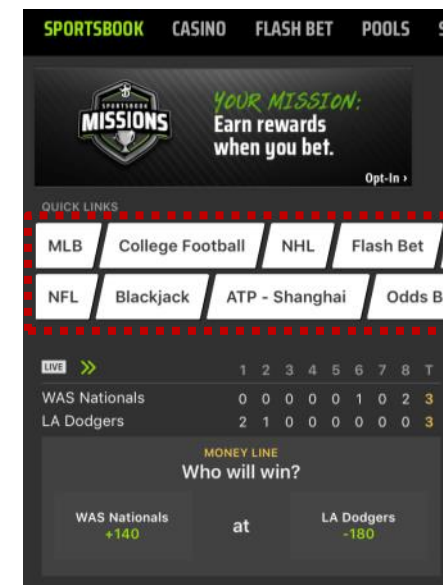 SPORTSBOOK CASINO FLASH BET POOLS S
SPORTSBOOK
MISSIONS
YOUR MISSION:
Earn rewards
when you bet.
Opt-In ›
QUICK LINKS
MLB College Football NHL Flash Bet
NFL Blackjack ATP - Shanghai Odds B
LIVE 1 2 3 4 5 6 7 8 T
WAS Nationals 0 0 0 0 0 1 0 2 3
LA Dodgers 2 1 0 0 0 0 0 0 3
MONEY LINE
Who will win?
WAS Nationals at LA Dodgers
+140 -180